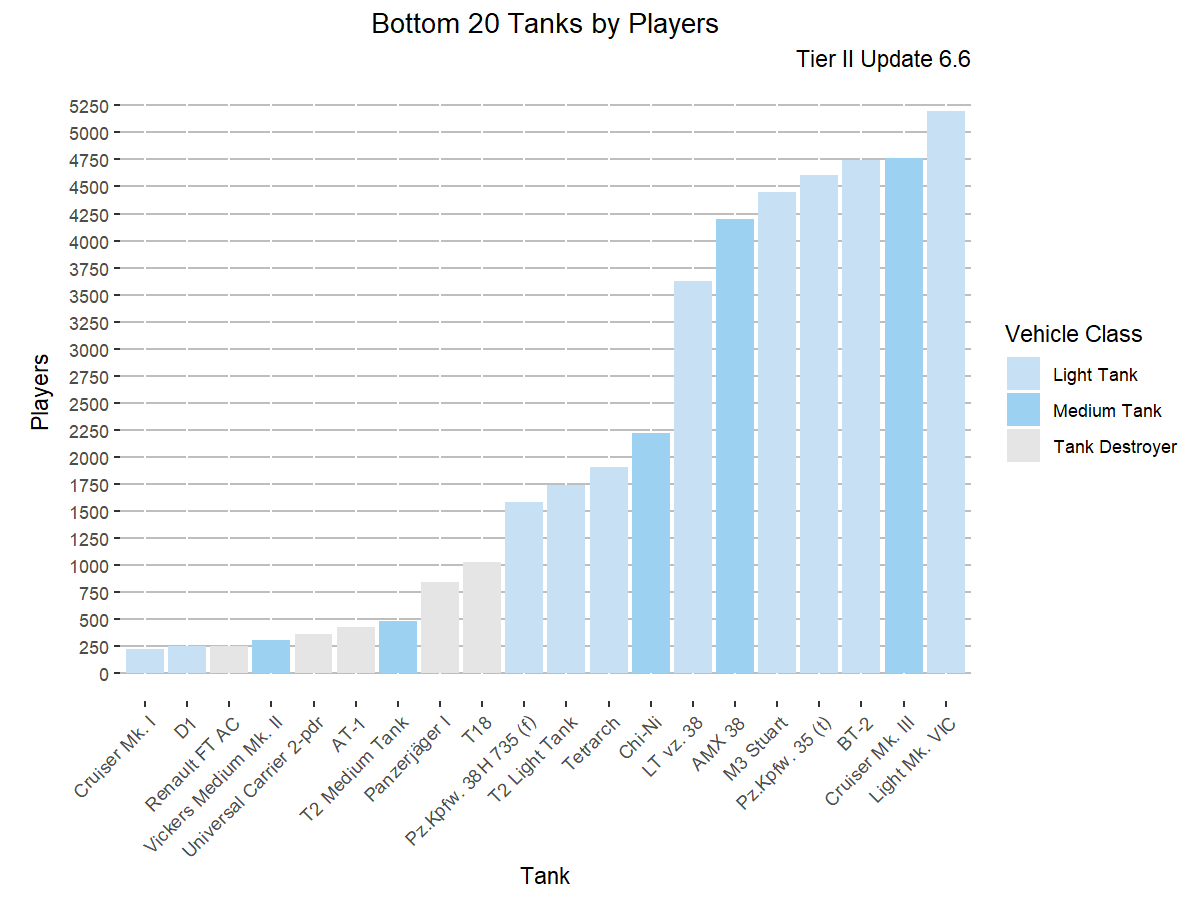 Bottom 20 Tanks by Players
Tier II Update 6.6
5250
5000
4750
4500
4250
4000
3750
3500
3250
3000
2750
2500
2250
2000
1750
1500
1250
1000
750
500
250
0
Players
Cruiser Mk. I
D1
Renault FT AC
Vickers Medium Mk. II
Universal Carrier 2-pdr
AT-1
T2 Medium Tank
Panzerjäger I
T18
Pz.Kpfw. 38 H 735 (f)
T2 Light Tank
Tetrarch
Chi-Ni
LT vz. 38
AMX 38
M3 Stuart
Pz.Kpfw. 35 (t)
BT-2
Cruiser Mk. III
Light Mk. VIC
Tank
Vehicle Class
Light Tank
Medium Tank
Tank Destroyer